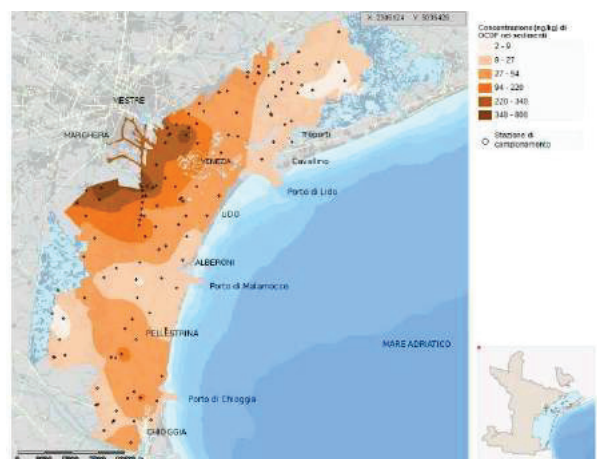 Concentrazione (ng/kg) di
OCDF nei sedimenti
2 - 9
9 - 27
27 - 94
94 - 220
220 - 340
340 - 800
Stazione di
campionamento
MESTRE
MARGHERA
VENEZIA
Treporti
Cavallino
Porto di Lido
LIDO
ALBERONI
Porto di Malamocco
PELLESTRINA
MARE ADRIATICO
Porto di Chioggia
CHIOGGIA